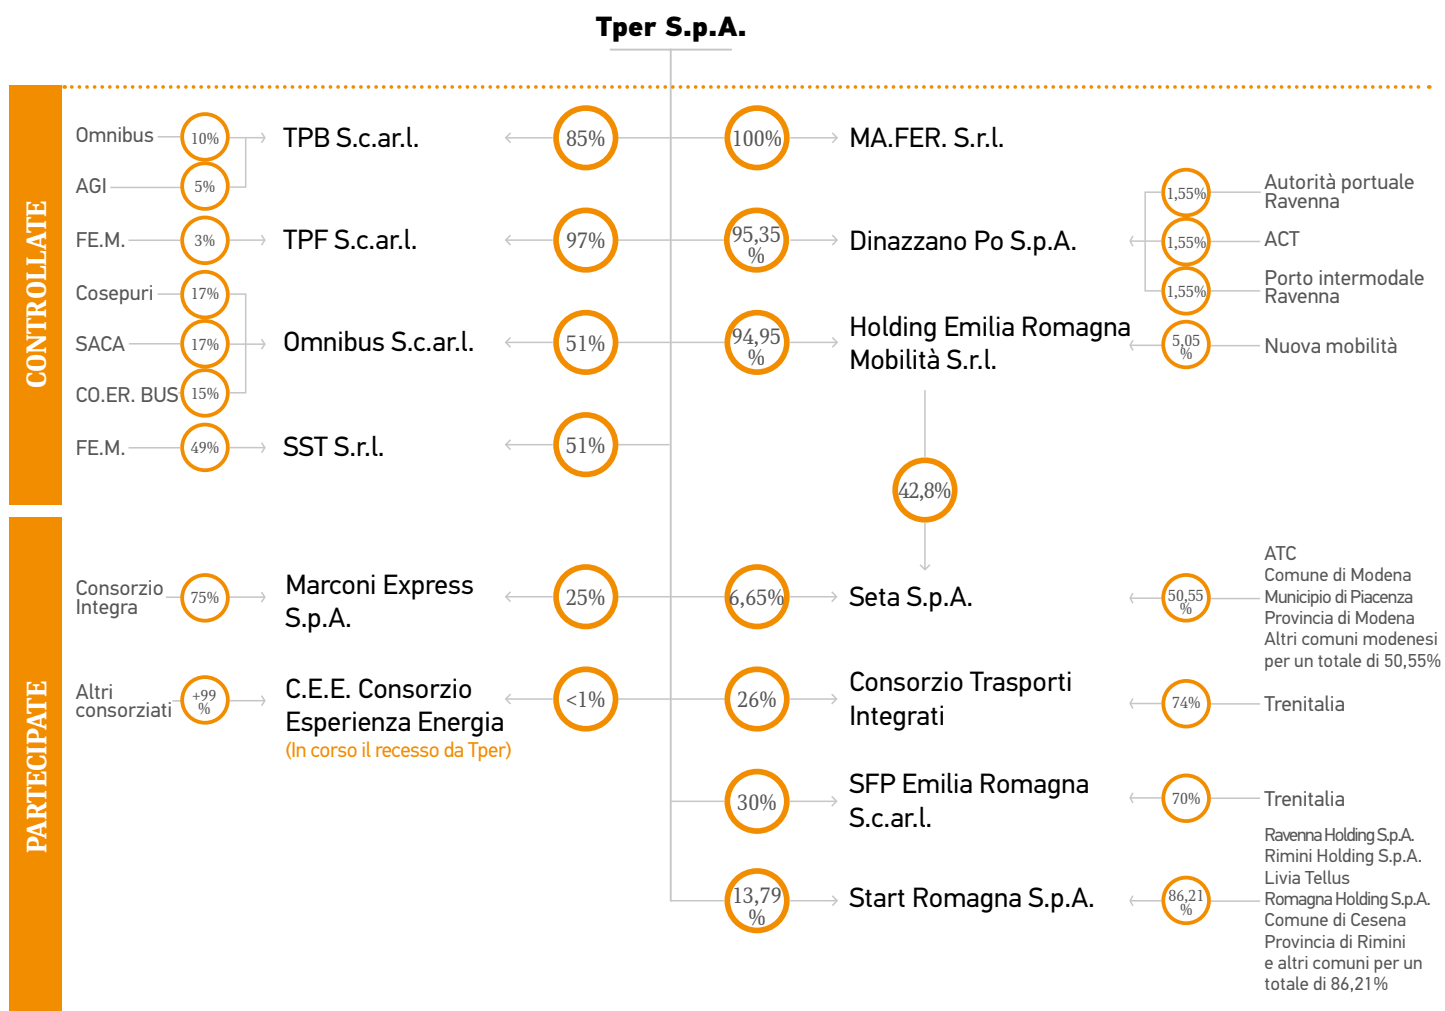 Tper S.p.A.
CONTROLLATE
Omnibus
10%
AGI
5%
TPB S.c.ar.l.
85%
100%
MA.FER. S.r.l.
FE.M.
3%
TPF S.c.ar.l.
97%
95,35
%
Dinazzano Po S.p.A.
1,55%
Autorità portuale
Ravenna
1,55%
ACT
1,55%
Porto intermodale
Ravenna
Cosepuri
17%
SACA
17%
CO.ER. BUS
15%
Omnibus S.c.ar.l.
51%
94,95
%
Holding Emilia Romagna
Mobilità S.r.l.
5,05
%
Nuova mobilità
FE.M.
49%
SST S.r.l.
51%
42,8%
PARTECIPATE
Consorzio
Integra
75%
Marconi Express
S.p.A.
25%
6,65%
Seta S.p.A.
50,55
%
ATC
Comune di Modena
Municipio di Piacenza
Provincia di Modena
Altri comuni modenesi
per un totale di 50,55%
Altri
consorziati
+99
%
C.E.E. Consorzio
Esperienza Energia
(In corso il recesso da Tper)
<1%
26%
Consorzio Trasporti
Integrati
74%
Trenitalia
30%
SFP Emilia Romagna
S.c.ar.l.
70%
Trenitalia
13,79
%
Start Romagna S.p.A.
86,21
%
Ravenna Holding S.p.A.
Rimini Holding S.p.A.
Livia Tellus
Romagna Holding S.p.A.
Comune di Cesena
Provincia di Rimini
e altri comuni per un
totale di 86,21%